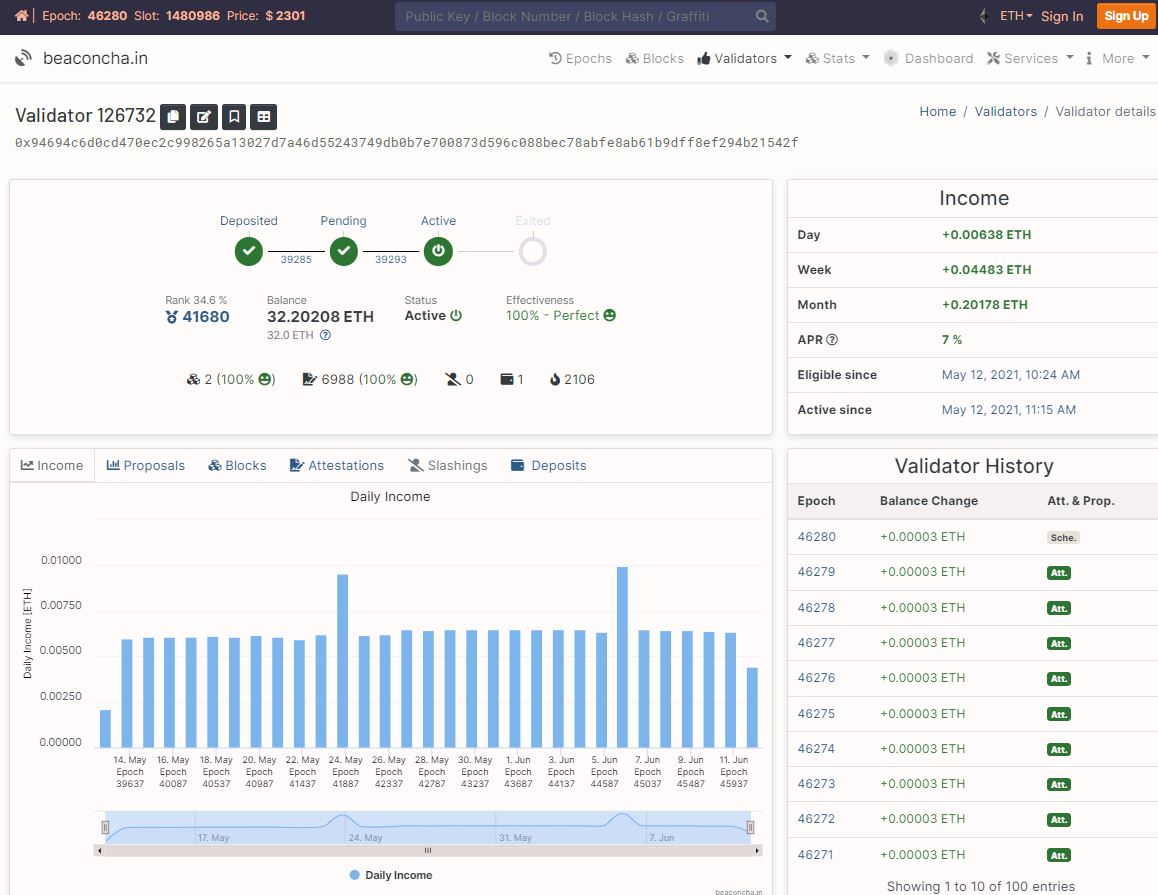 Epoch: 46280 Slot: 1480986 Price: $ 2301
Public Key / Block Number / Block Hash / Graffiti
ETH Sign In Sign Up
beaconcha.in
Epochs Blocks Validators Stats Dashboard Services More
Validator 126732
Home / Validators / Validator details
0x94694c6d0cd470ec2c998265a13027d7a46d55243749db0b7e700873d596c088bec78abfe8ab61b9dff8ef294b21542f
Deposited Pending Active Exited
39285 39293
Rank 34.6 % Balance Status Effectiveness
41680 32.20208 ETH Active 100% - Perfect
32.0 ETH
2 (100% ) 6988 (100% ) 0 1 2106
Income
Day +0.00638 ETH
Week +0.04483 ETH
Month +0.20178 ETH
APR 7 %
Eligible since May 12, 2021, 10:24 AM
Active since May 12, 2021, 11:15 AM
Income Proposals Blocks Attestations Slashings Deposits
Daily Income
Daily Income [ETH]
0.01000
0.00750
0.00500
0.00250
0.00000
14. May 16. May 18. May 20. May 22. May 24. May 26. May 28. May 30. May 1. Jun 3. Jun 5. Jun 7. Jun 9. Jun 11. Jun
Epoch Epoch Epoch Epoch Epoch Epoch Epoch Epoch Epoch Epoch Epoch Epoch Epoch Epoch Epoch
39637 40087 40537 40987 41437 41887 42337 42787 43237 43687 44137 44587 45037 45487 45937
17. May 24. May 31. May 7. Jun
Daily Income
beaconcha.in
Validator History
Epoch Balance Change Att. & Prop.
46280 +0.00003 ETH Sche.
46279 +0.00003 ETH Att.
46278 +0.00003 ETH Att.
46277 +0.00003 ETH Att.
46276 +0.00003 ETH Att.
46275 +0.00003 ETH Att.
46274 +0.00003 ETH Att.
46273 +0.00003 ETH Att.
46272 +0.00003 ETH Att.
46271 +0.00003 ETH Att.
Showing 1 to 10 of 100 entries